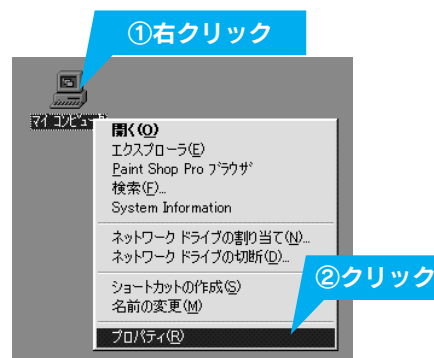 ①右クリック
マイ コンピュータ
開く(O)
エクスプローラ(E)
Paint Shop Pro ﾌﾞﾗｳｻﾞ
検索(F)...
System Information
ネットワーク ドライブの割り当て(N)...
ネットワーク ドライブの切断(D)...
②クリック
ショートカットの作成(S)
名前の変更(M)
プロパティ(R)